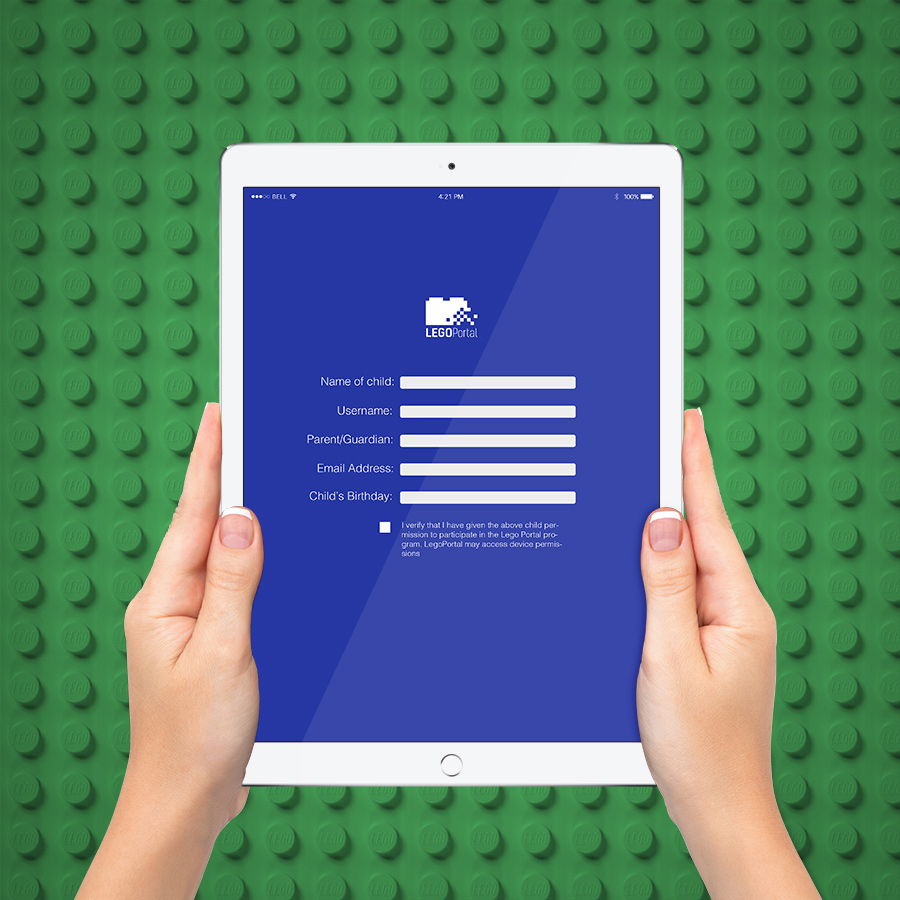 BELL
4:21 PM
100%
LEGOPortal
Name of child:
Username:
Parent/Guardian:
Email Address:
Child's Birthday:
I verify that I have given the above child per-
mission to participate in the Lego Portal pro-
gram. LegoPortal may access device permis-
sions